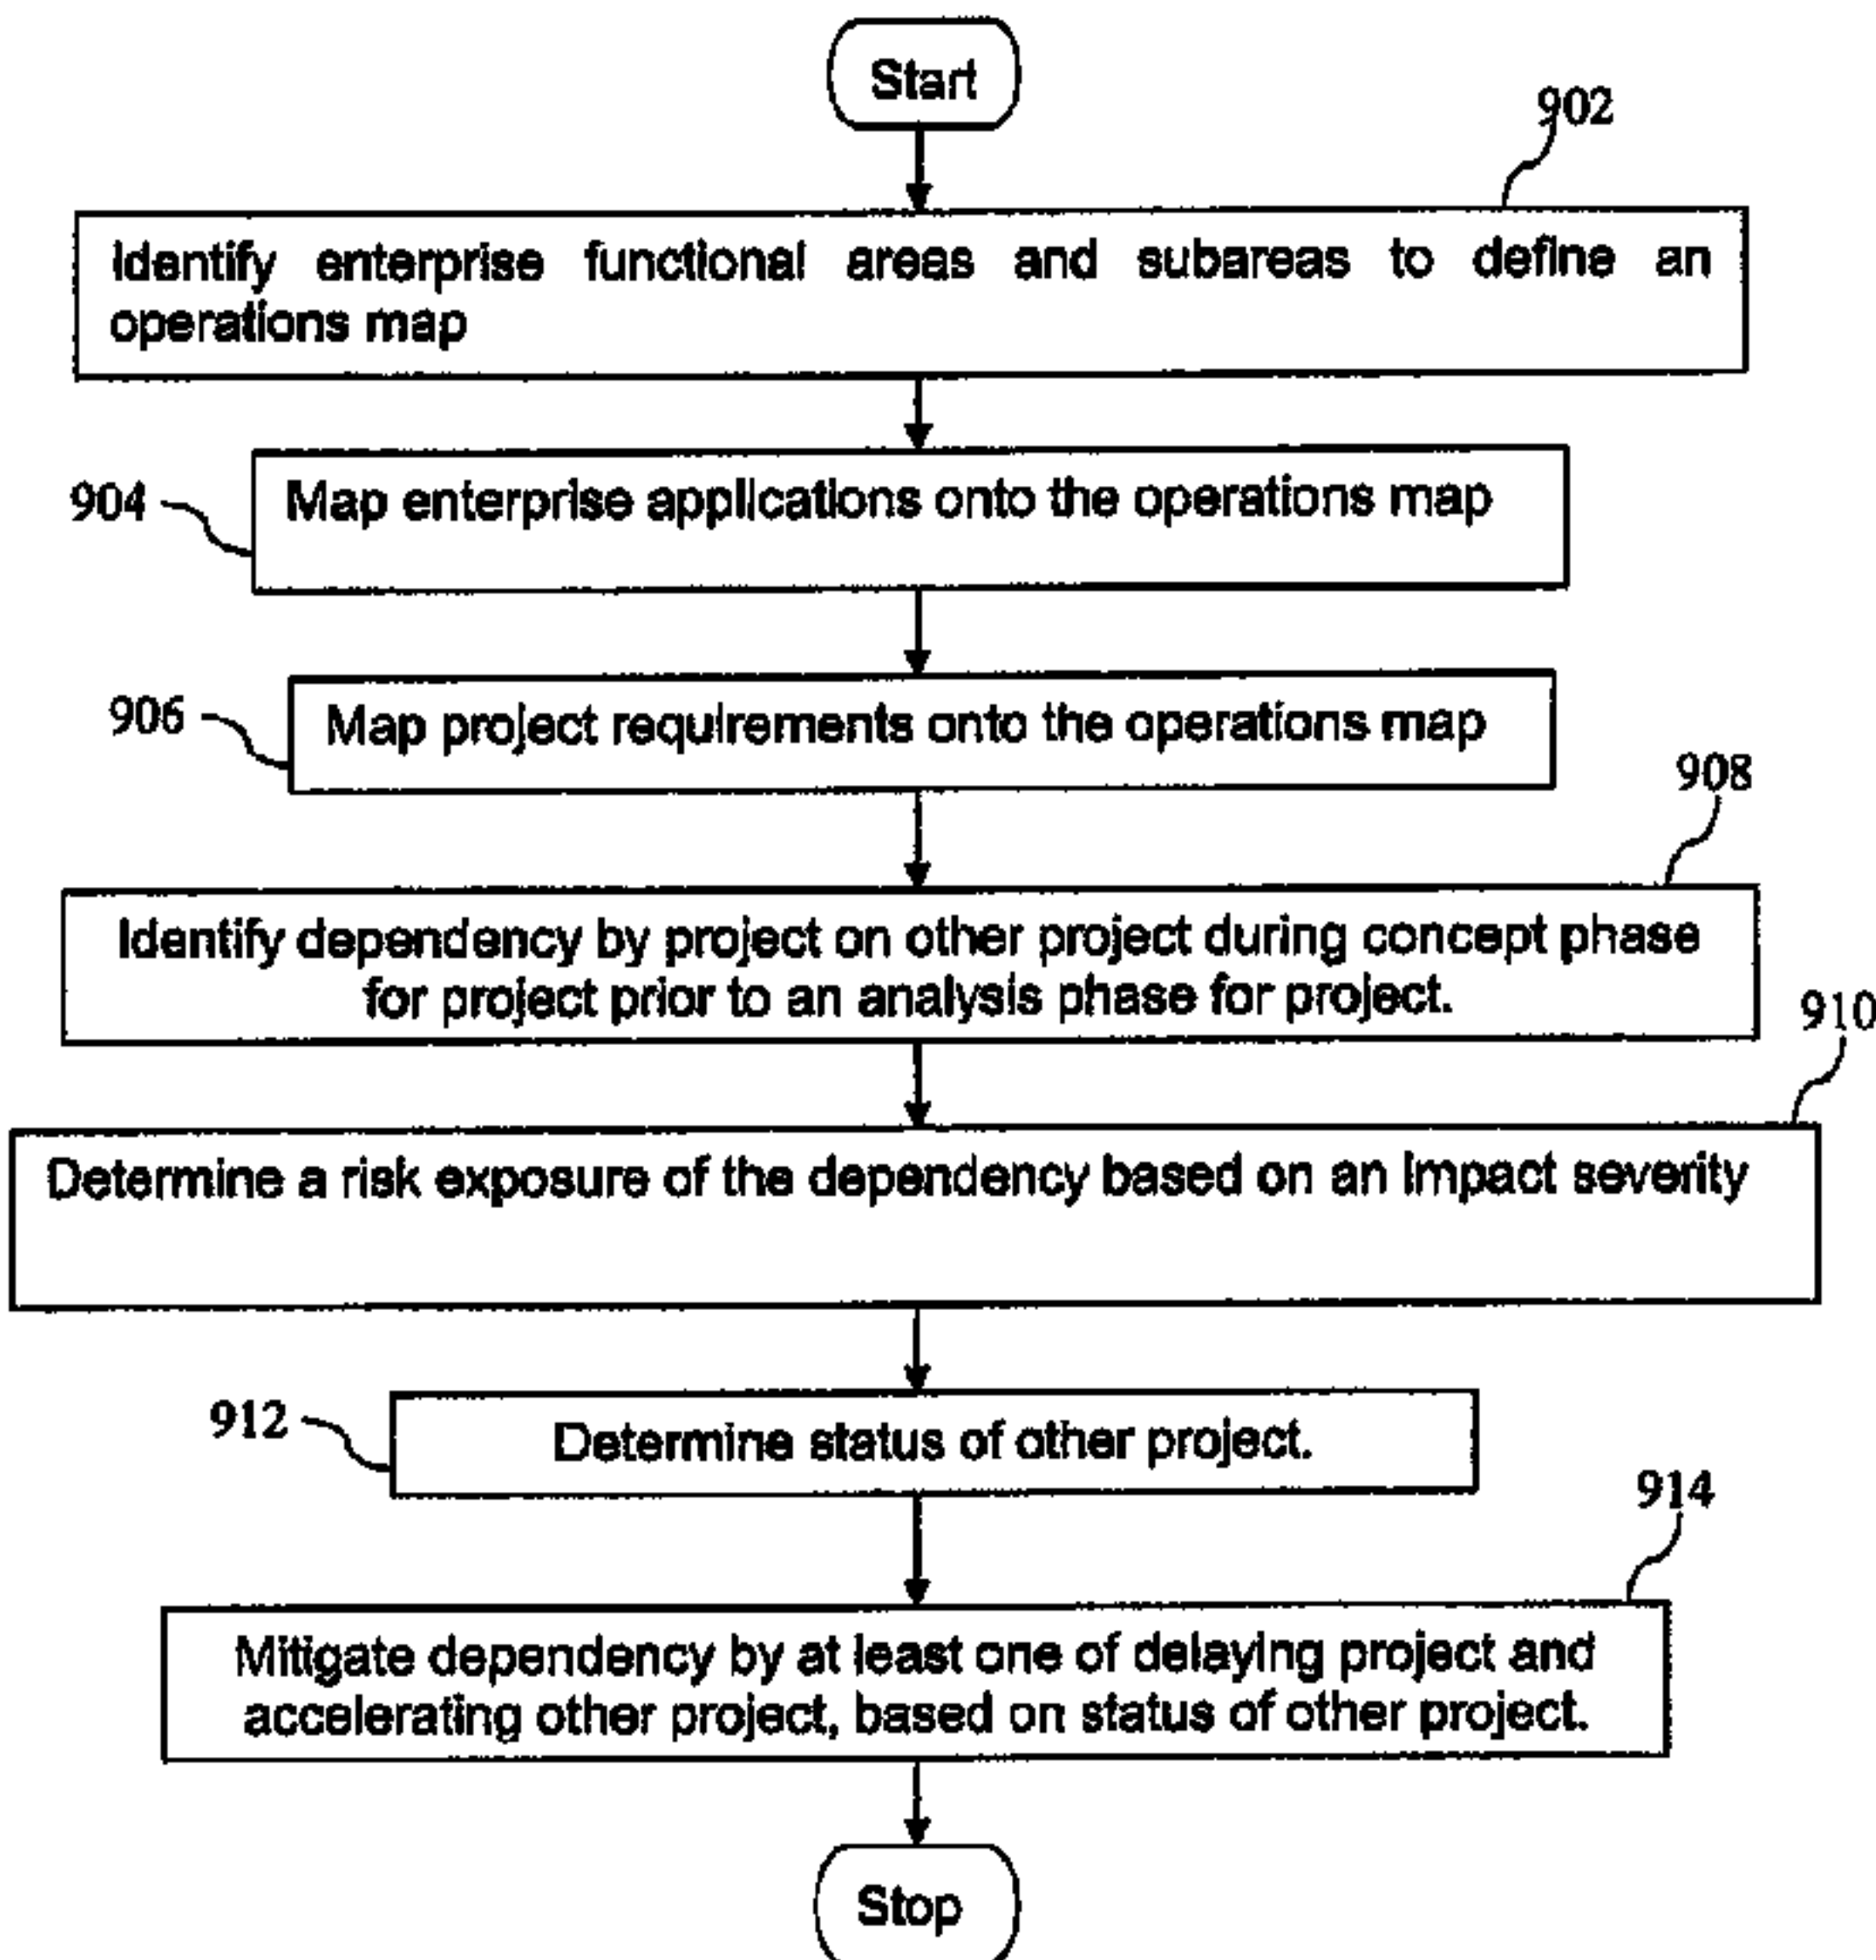 Start
902
Identify enterprise functional areas and subareas to define an
operations map
904
Map enterprise applications onto the operations map
906
Map project requirements onto the operations map
908
Identify dependency by project on other project during concept phase
for project prior to an analysis phase for project.
910
Determine a risk exposure of the dependency based on an impact severity
912
Determine status of other project.
914
Mitigate dependency by at least one of delaying project and
accelerating other project, based on status of other project.
Stop